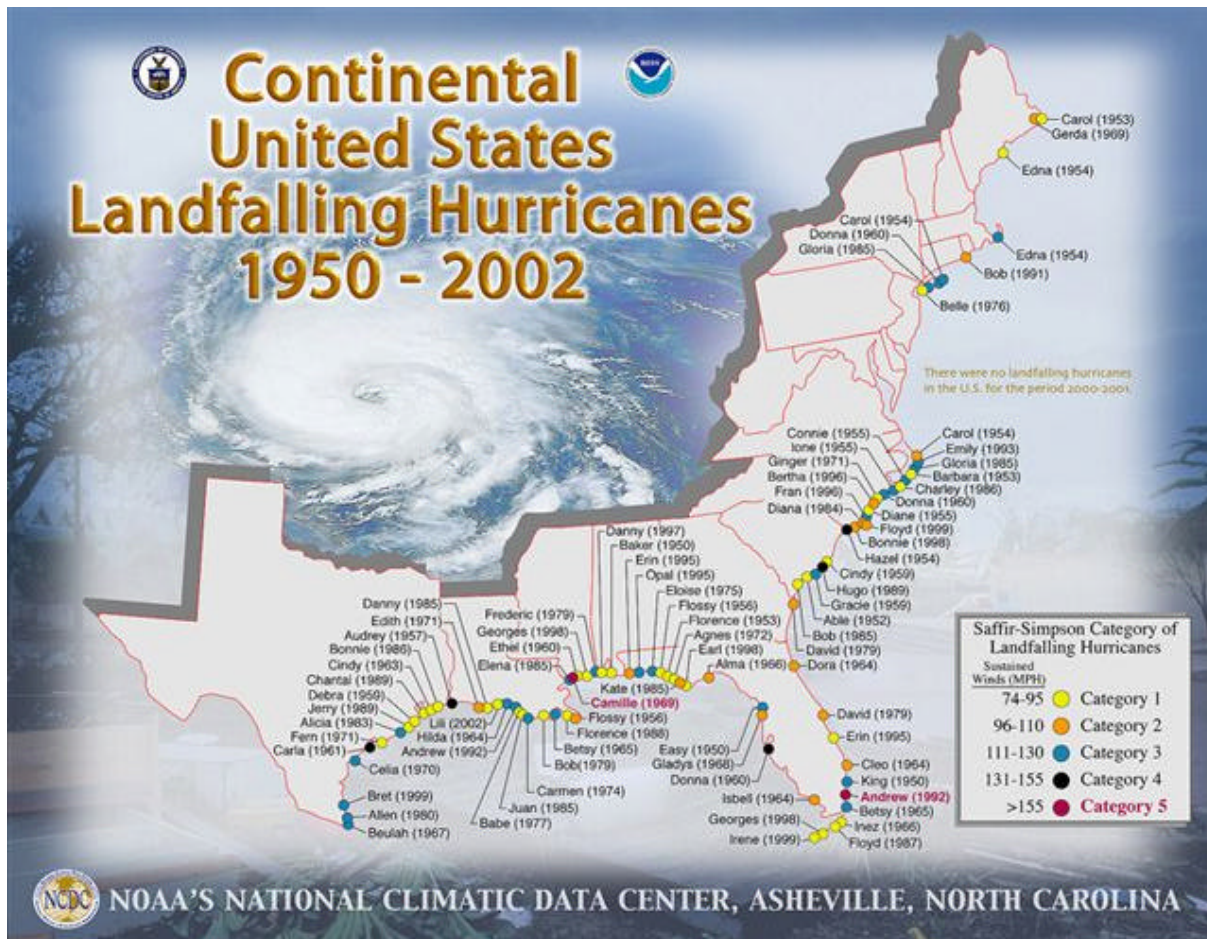 Continental
United States
Landfalling Hurricanes
1950 - 2002
Carol (1953)
Gerda (1969)
Edna (1954)
Carol (1954)
Donna (1960)
Gloria (1985)
Edna (1954)
Bob (1991)
Belle (1976)
There were no landfalling hurricanes
in the U.S. for the period 2000-2001.
Connie (1955)
Ione (1955)
Ginger (1971)
Bertha (1996)
Fran (1996)
Diana (1984)
Carol (1954)
Emily (1993)
Gloria (1985)
Barbara (1953)
Charley (1986)
Donna (1960)
Diane (1955)
Floyd (1999)
Bonnie (1998)
Hazel (1954)
Cindy (1959)
Hugo (1989)
Gracie (1959)
Able (1952)
Bob (1985)
David (1979)
Dora (1964)
Danny (1997)
Baker (1950)
Erin (1995)
Opal (1995)
Eloise (1975)
Flossy (1956)
Florence (1953)
Agnes (1972)
Earl (1998)
Alma (1966)
Kate (1985)
Frederic (1979)
Georges (1998)
Ethel (1960)
Elena (1985)
Camille (1969)
Danny (1985)
Edith (1971)
Audrey (1957)
Bonnie (1986)
Cindy (1963)
Chantal (1989)
Debra (1959)
Jerry (1989)
Alicia (1983)
Fern (1971)
Carla (1961)
Celia (1970)
Bret (1999)
Allen (1980)
Beulah (1967)
Lili (2002)
Hilda (1964)
Andrew (1992)
Babe (1977)
Juan (1985)
Carmen (1974)
Bob(1979)
Betsy (1965)
Florence (1988)
Flossy (1956)
Easy (1950)
Gladys (1968)
Donna (1960)
Isbell (1964)
Georges (1998)
Irene (1999)
David (1979)
Erin (1995)
Cleo (1964)
King (1950)
Andrew (1992)
Betsy (1965)
Inez (1966)
Floyd (1987)
Saffir-Simpson Category of
Landfalling Hurricanes
Sustained
Winds (MPH)
74-95 Category 1
96-110 Category 2
111-130 Category 3
131-155 Category 4
>155 Category 5
NCDC
NOAA'S NATIONAL CLIMATIC DATA CENTER, ASHEVILLE, NORTH CAROLINA